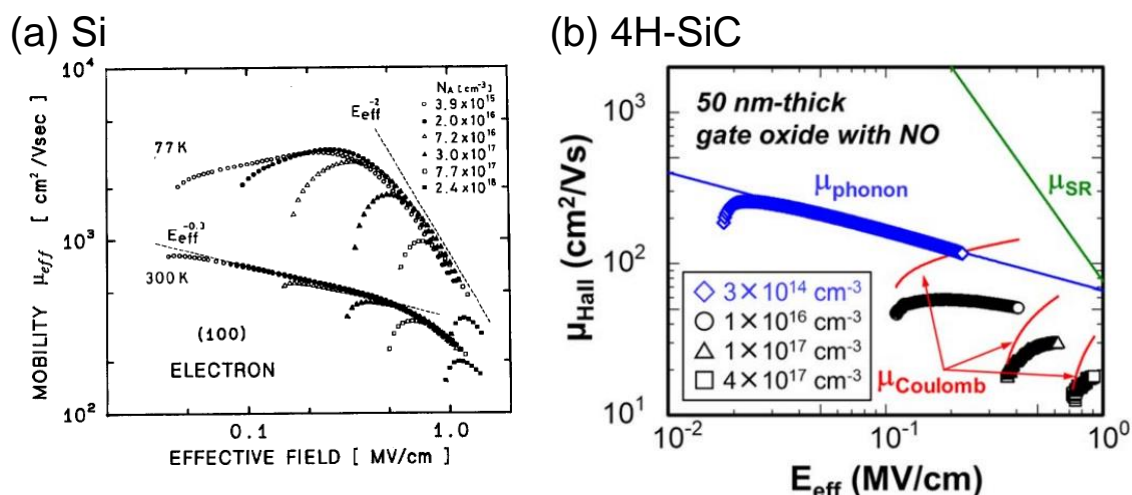 (a) Si
MOBILITY μeff [ cm²/Vsec ]
10⁴
10³
10²
77 K
300 K
Eeff⁻²
Eeff⁻⁰·³
NA [cm⁻³]
□ 3.9 x 10¹⁵
● 2.0 x 10¹⁶
△ 7.2 x 10¹⁶
▲ 3.0 x 10¹⁷
□ 7.7 x 10¹⁷
■ 2.4 x 10¹⁸
(100)
ELECTRON
0.1
1.0
EFFECTIVE FIELD [ MV/cm ]
(b) 4H-SiC
μHall (cm²/Vs)
10²
10¹
50 nm-thick
gate oxide with NO
μphonon
μSR
◇ 3×10¹⁴ cm⁻³
○ 1×10¹⁶ cm⁻³
△ 1×10¹⁷ cm⁻³
□ 4×10¹⁷ cm⁻³
μCoulomb
10⁻²
10⁻¹
10⁰
Eeff (MV/cm)